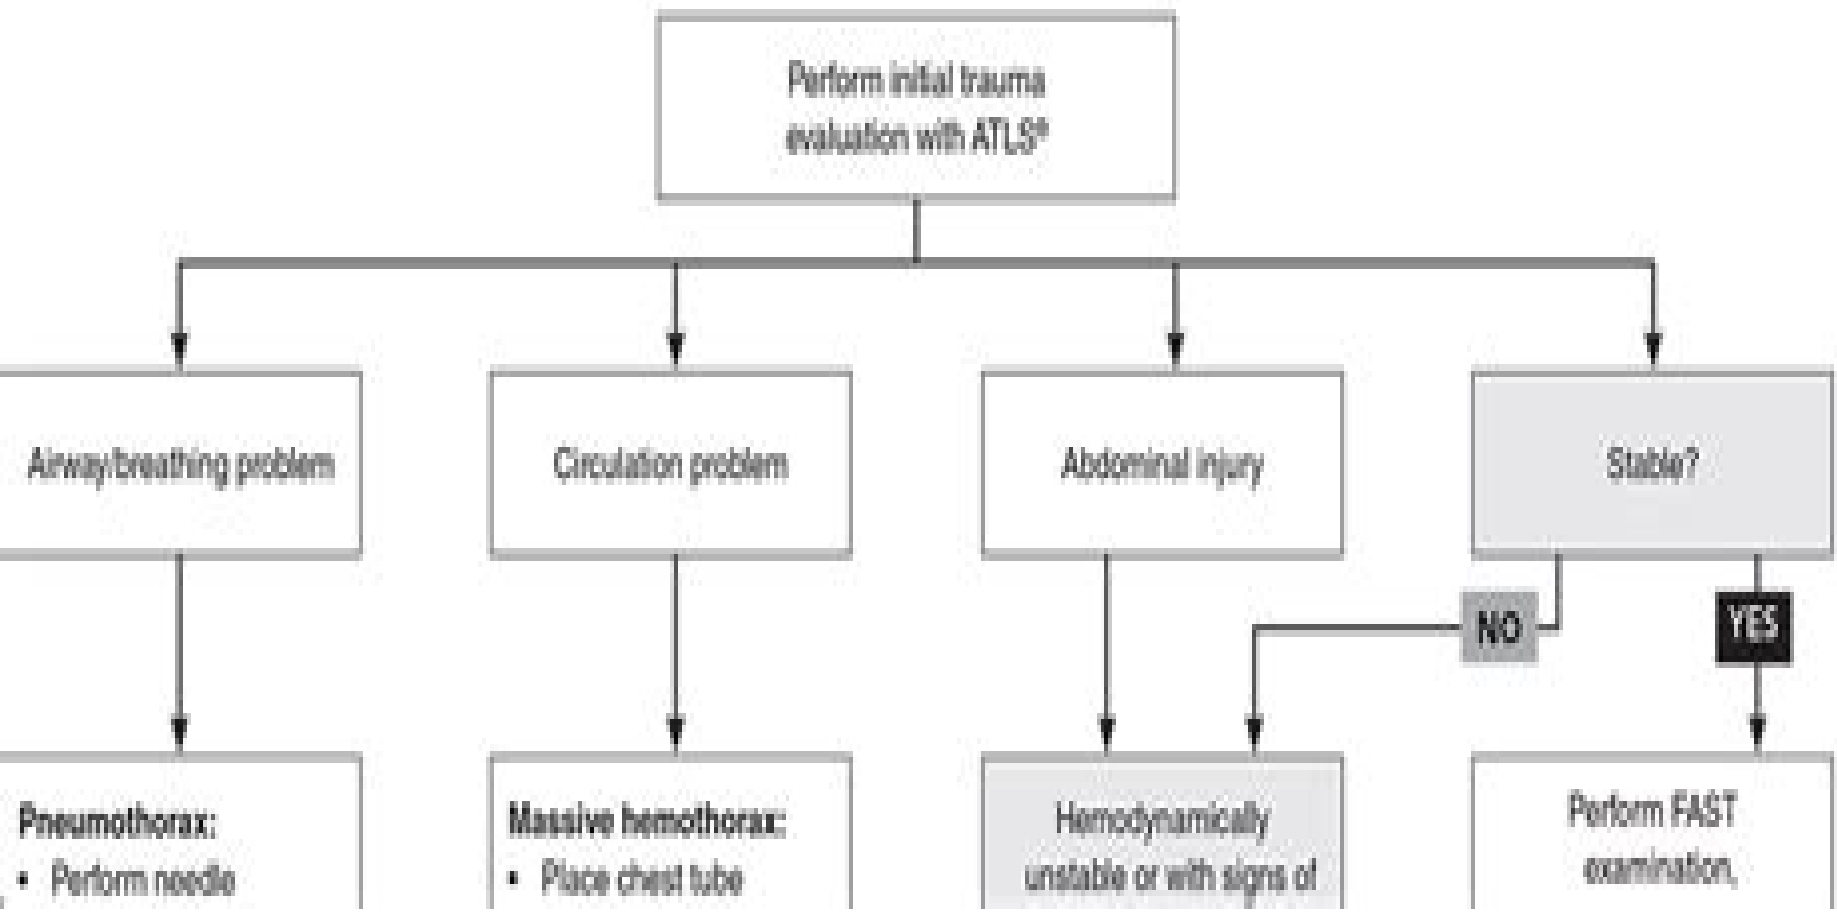 Perform initial trauma
evaluation with ATLS®
Airway/breathing problem
Circulation problem
Abdominal injury
Stable?
NO
YES
Pneumothorax:
• Perform needle
Massive hemothorax:
• Place chest tube
Hemodynamically
unstable or with signs of
Perform FAST
examination,